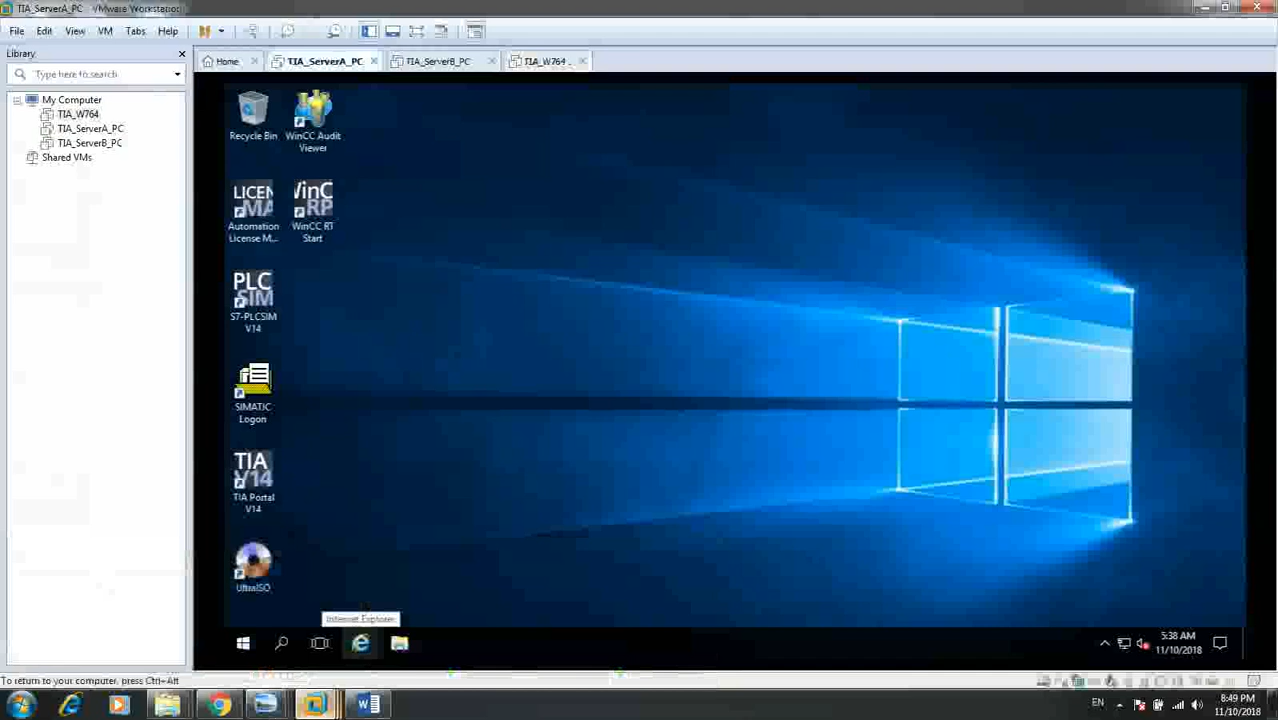 TIA_ServerA_PC - VMware Workstation
File Edit View VM Tabs Help
Library
Type here to search
My Computer
TIA_W764
TIA_ServerA_PC
TIA_ServerB_PC
Shared VMs
Home
TIA_ServerA_PC
TIA_ServerB_PC
TIA_W764
Recycle Bin
WinCC Audit
Viewer
LICEN
MA
Automation
License M...
WinC
RP
WinCC RT
Start
PLC
SIM
S7-PLCSIM
V14
SIMATIC
Logon
TIA
V14
TIA Portal
V14
UltraISO
Internet Explorer
5:38 AM
11/10/2018
To return to your computer, press Ctrl+Alt
EN
8:49 PM
11/10/2018